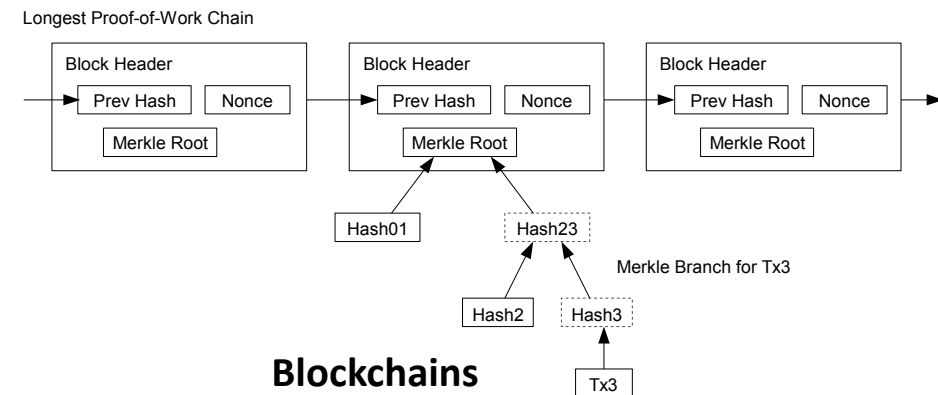 Longest Proof-of-Work Chain
Block Header Block Header Block Header
Prev Hash Nonce Prev Hash Nonce Prev Hash Nonce
Merkle Root Merkle Root Merkle Root
Hash01 Hash23
Merkle Branch for Tx3
Hash2 Hash3
Blockchains
Tx3